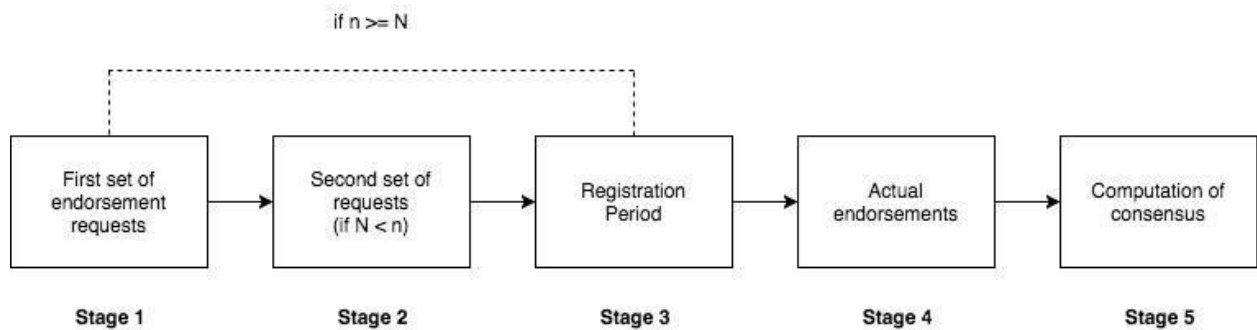 if n >= N
First set of
endorsement
requests
Second set of
requests
(if N < n)
Registration
Period
Actual
endorsements
Computation of
consensus
Stage 1
Stage 2
Stage 3
Stage 4
Stage 5